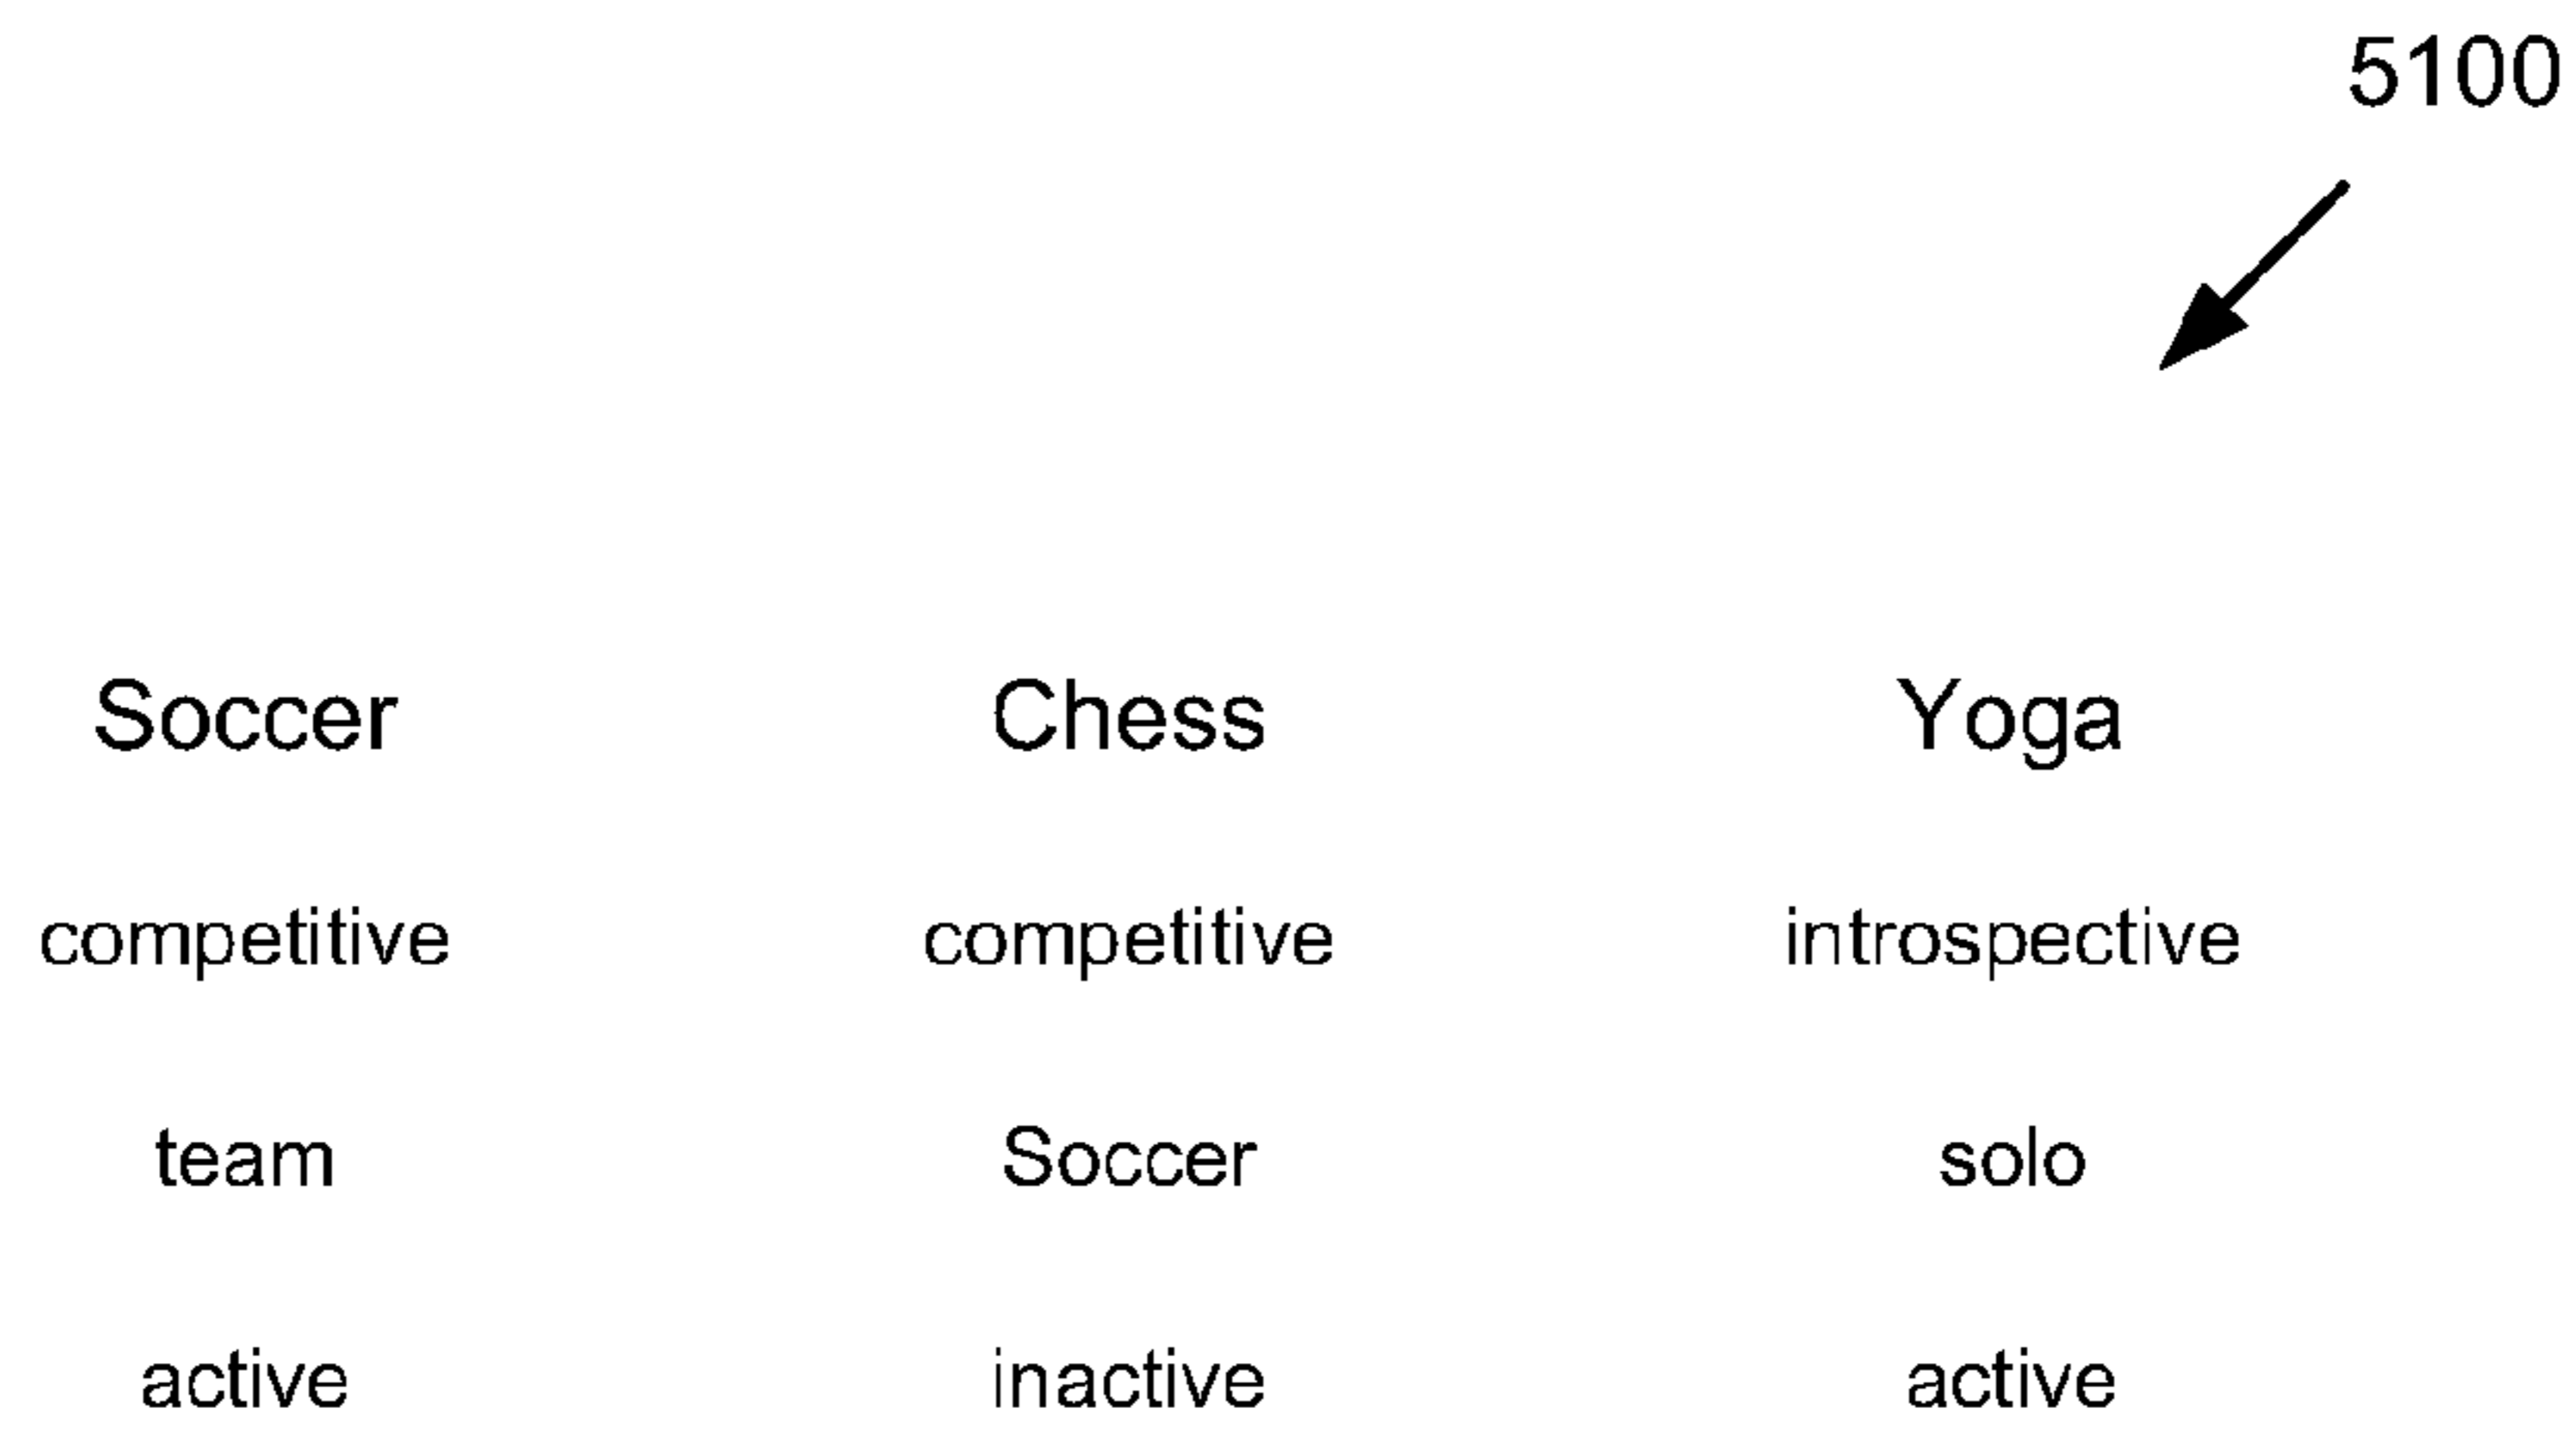 5100
Soccer Chess Yoga
competitive competitive introspective
team Soccer solo
active inactive active